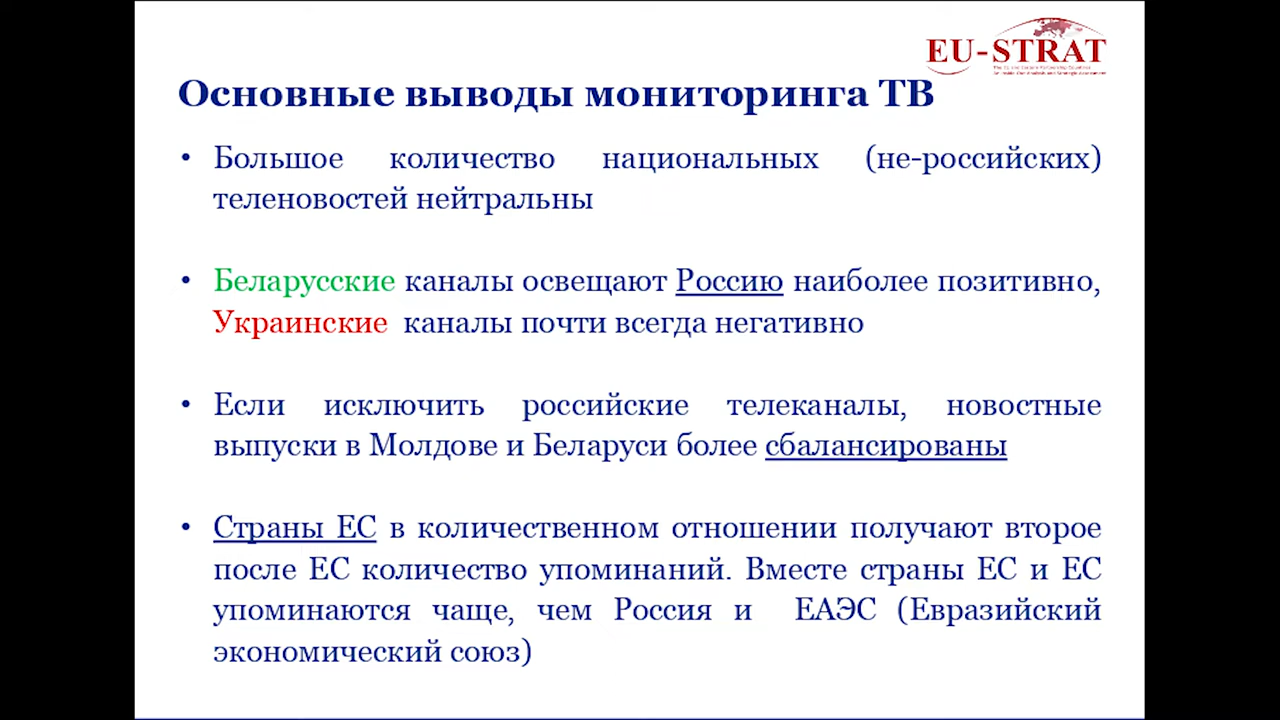 EU-STRAT
Основные выводы мониторинга ТВ
• Большое количество национальных (не-российских)
теленовостей нейтральны
• Беларусские каналы освещают Россию наиболее позитивно,
Украинские каналы почти всегда негативно
• Если исключить российские телеканалы, новостные
выпуски в Молдове и Беларуси более сбалансированы
• Страны ЕС в количественном отношении получают второе
после ЕС количество упоминаний. Вместе страны ЕС и ЕС
упоминаются чаще, чем Россия и ЕАЭС (Евразийский
экономический союз)